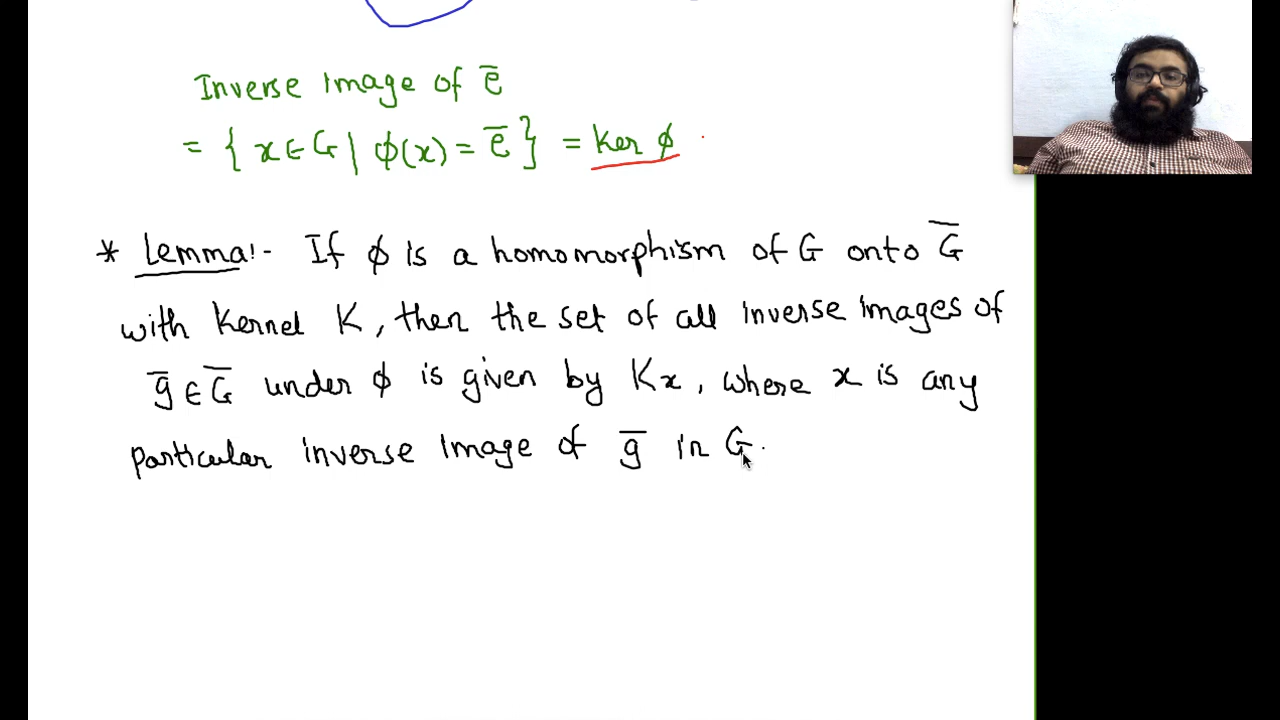 Inverse image of ē
= { x ∈ G | ϕ(x) = ē } = ker ϕ
* Lemma:- If ϕ is a homomorphism of G onto G̅
with kernel K, then the set of all inverse images of
g̅ ∈ G̅ under ϕ is given by Kx, where x is any
particular inverse image of g̅ in G.